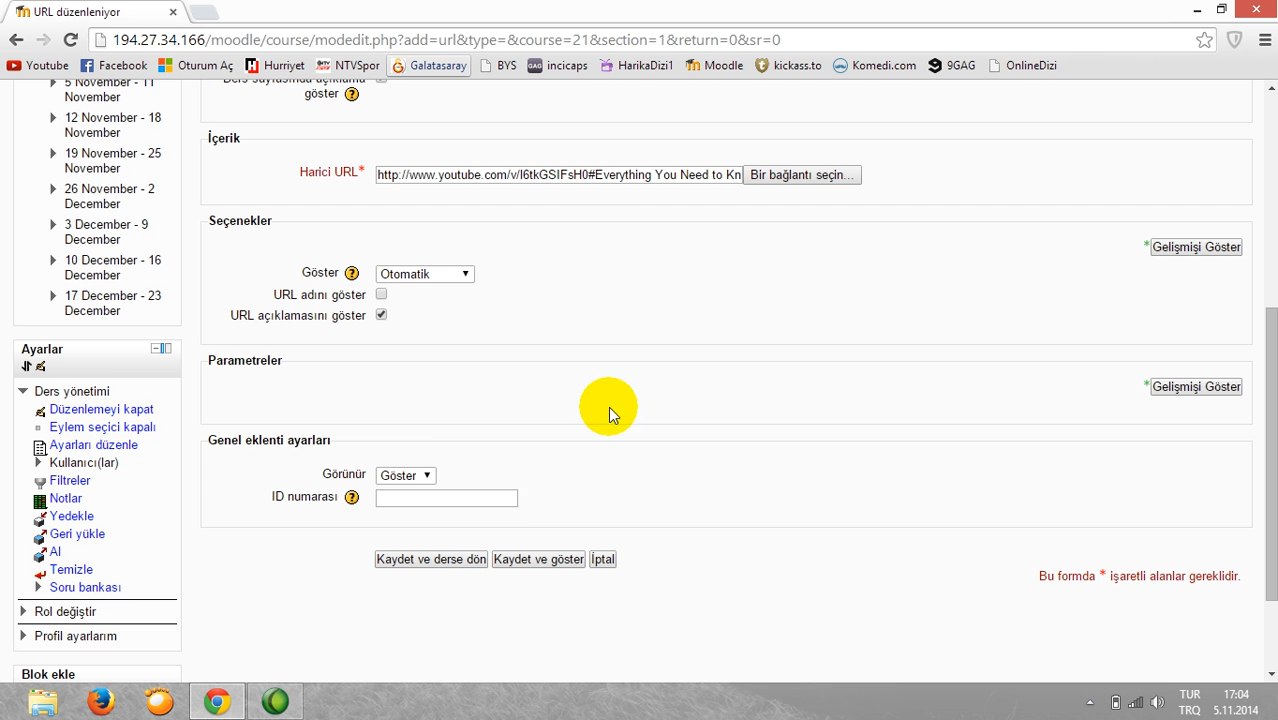 URL düzenleniyor
194.27.34.166/moodle/course/modedit.php?add=url&type=&course=21&section=1&return=0&sr=0
Youtube Facebook Oturum Aç Hurriyet NTVSpor Galatasaray BYS incicaps HarikaDizi1 Moodle kickass.to Komedi.com 9GAG OnlineDizi
5 November - 11
November
12 November - 18
November
19 November - 25
November
26 November - 2
December
3 December - 9
December
10 December - 16
December
17 December - 23
December
Ayarlar
Ders yönetimi
Düzenlemeyi kapat
Eylem seçici kapalı
Ayarları düzenle
Kullanıcı(lar)
Filtreler
Notlar
Yedekle
Geri yükle
Al
Temizle
Soru bankası
Rol değiştir
Profil ayarlarım
Blok ekle
Ders sayfasında açıklama
göster
İçerik
Harici URL* http://www.youtube.com/v/l6tkGSIFsH0#Everything You Need to Kn Bir bağlantı seçin...
Seçenekler
* Gelişmişi Göster
Göster Otomatik
URL adını göster
URL açıklamasını göster
Parametreler
* Gelişmişi Göster
Genel eklenti ayarları
Görünür Göster
ID numarası
Kaydet ve derse dön Kaydet ve göster İptal
Bu formda * işaretli alanlar gereklidir.
TUR 17:04
TRQ 5.11.2014